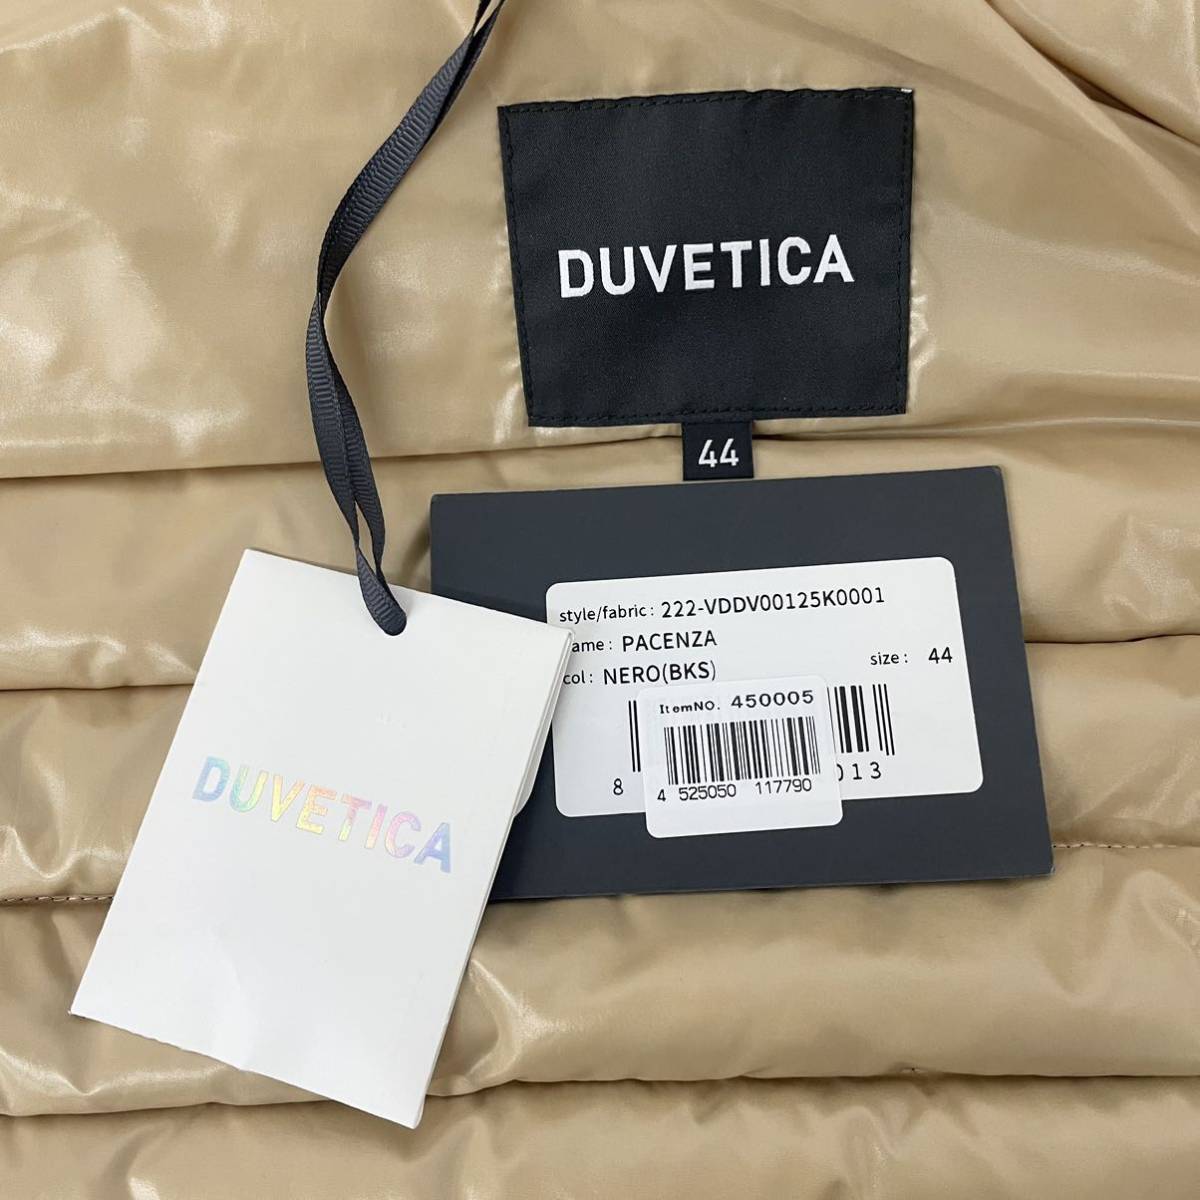 DUVETICA
44
style/fabric : 222-VDDV00125K0001
ame : PACENZA
col : NERO(BKS)
size : 44
ItemNO. 450005
8
013
4 525050 117790
DUVETICA